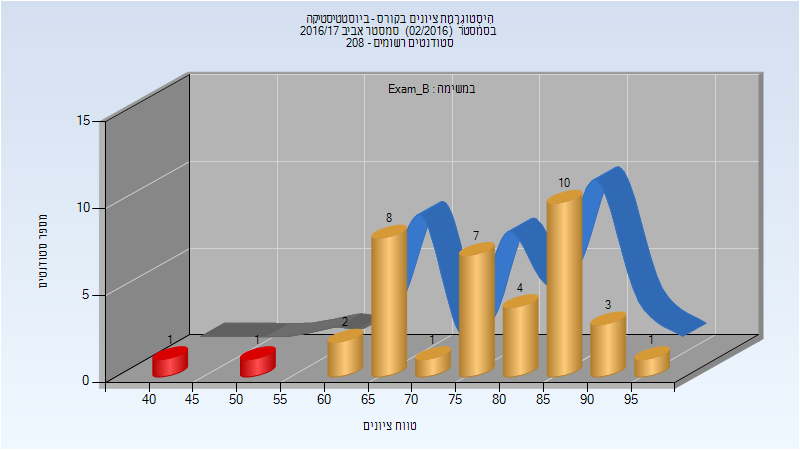 היסטוגרמת ציונים בקורס - ביוסטטיסטיקה
בסמסטר (02/2016) סמסטר אביב 2016/17
סטודנטים רשומים - 208
במשימה : Exam_B
מספר סטודנטים
15
10
5
0
1
1
2
8
1
7
4
10
3
1
40 45 50 55 60 65 70 75 80 85 90 95
טווח ציונים